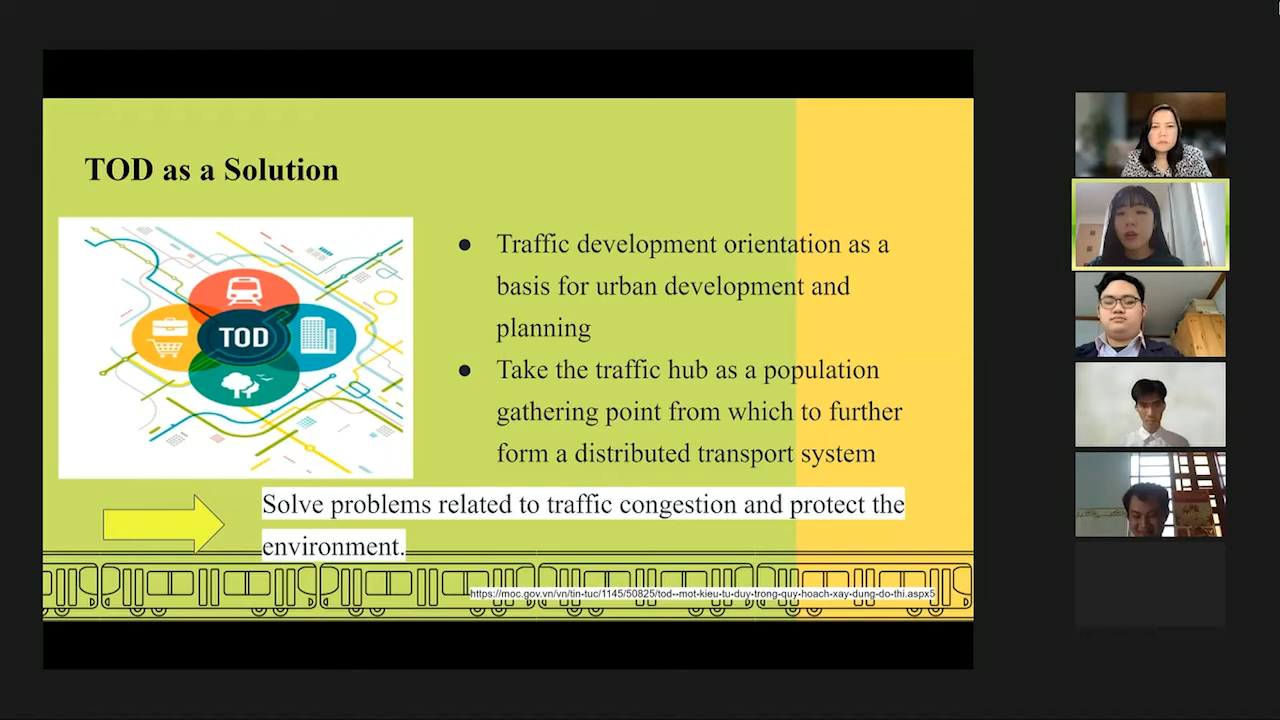 TOD as a Solution
TOD
● Traffic development orientation as a
basis for urban development and
planning
● Take the traffic hub as a population
gathering point from which to further
form a distributed transport system
Solve problems related to traffic congestion and protect the
environment.
https://moc.gov.vn/vn/tin-tuc/1145/50825/tod--mot-kieu-tu-duy-trong-quy-hoach-xay-dung-do-thi.aspx5